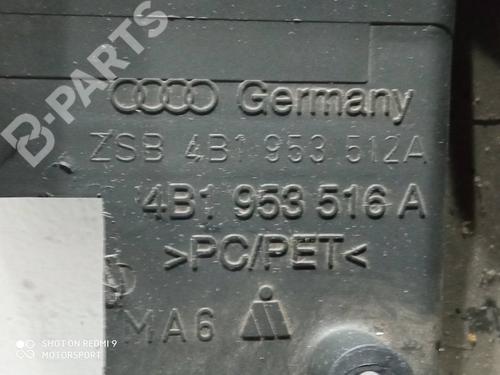 B-PARTS
Germany
ZSB 4B1 953 512A
4B1 953 516 A
>PC/PET<
MA6
SHOT ON REDMI 9
MOTORSPORT